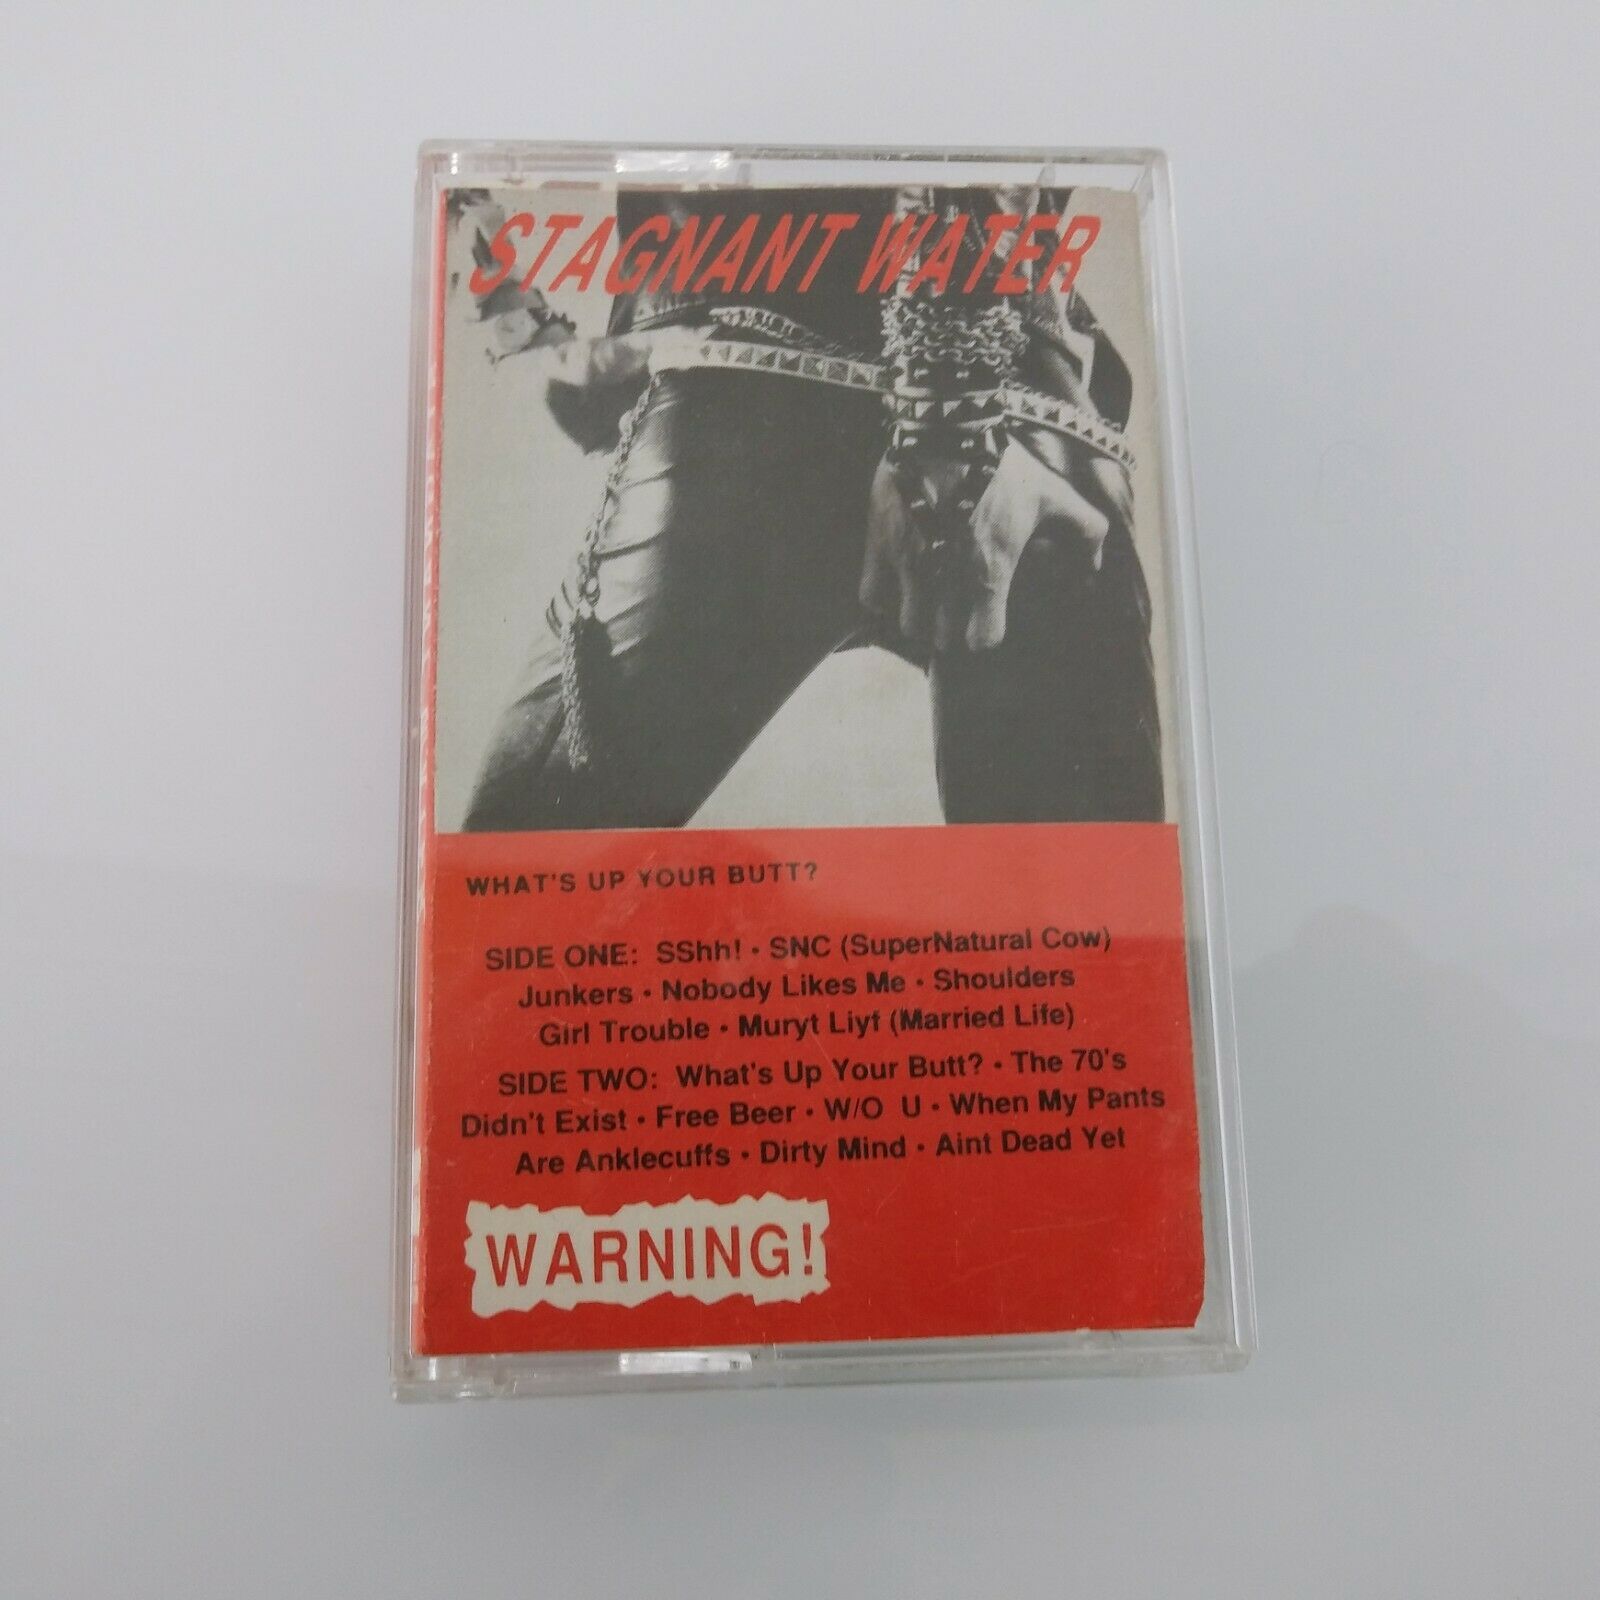 STAGNANT WATER
WHAT'S UP YOUR BUTT?
SIDE ONE: SShh! • SNC (SuperNatural Cow)
Junkers • Nobody Likes Me • Shoulders
Girl Trouble • Muryt Liyf (Married Life)
SIDE TWO: What's Up Your Butt? • The 70's
Didn't Exist • Free Beer • W/O U • When My Pants
Are Anklecuffs • Dirty Mind • Aint Dead Yet
WARNING!